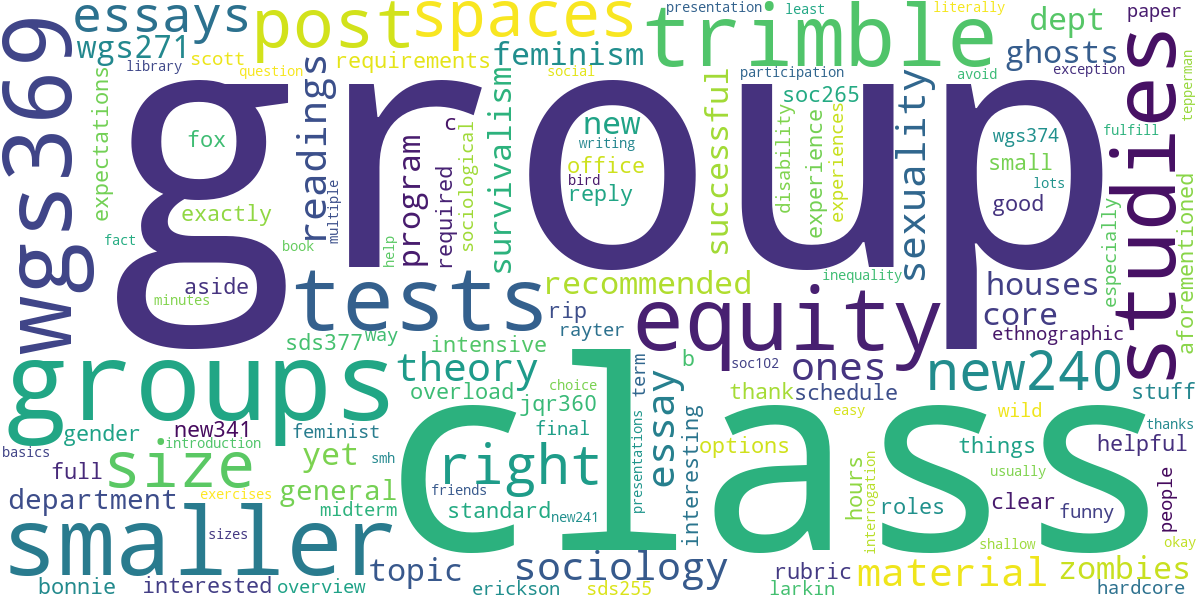 essays
post
spaces
presentation
least
literally
trimble
dept
paper
wgs271
scott
requirements
feminism
ghosts
library
question
social
participation
avoid
exception
wgs369
expectations
group
readings
survivalism
successful
soc265
sexuality
studies
tepperman
fox
c
new
writing
office
bird
reply
disability
experience
experiences
wgs374
small
lots
good
fulfill
exactly
multiple
program
required
sociological
fact
book
help
aside
minutes
tests
recommended
rip
rayter
equity
inequality
houses
core
ethnographic
especially
aforementioned
sds377
way
intensive
groups
theory
overload
choice
jqr360
term
b
soc102
ones
thank
schedule
new240
stuff
gender
new341
introduction
feminist
final
presentations
essay
interesting
easy
wild
thanks
basics
full
size
yet
smh
right
class
options
things
helpful
usually
department
exercises
general
friends
midterm
standard
new241
hours
interrogation
roles
clear
funny
people
smaller
sizes
topic
sociology
rubric
material
shallow
zombies
okay
bonnie
interested
overview
erickson
sds255
larkin
hardcore